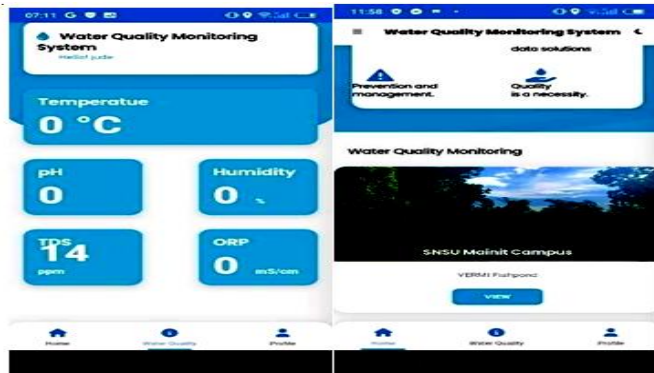 07:11 G
Water Quality Monitoring
System
Hello! jude
Temperatue
0 °C
pH
0
Humidity
0 %
TDS
14
ppm
ORP
0 mS/cm
Home
Water Quality
Profile
11:58
Water Quality Monitoring System
data solutions
Prevention and
management.
Quality
is a necessity.
Water Quality Monitoring
SNSU Mainit Campus
VERMI Fishpond
VIEW
Home
Water Quality
Profile